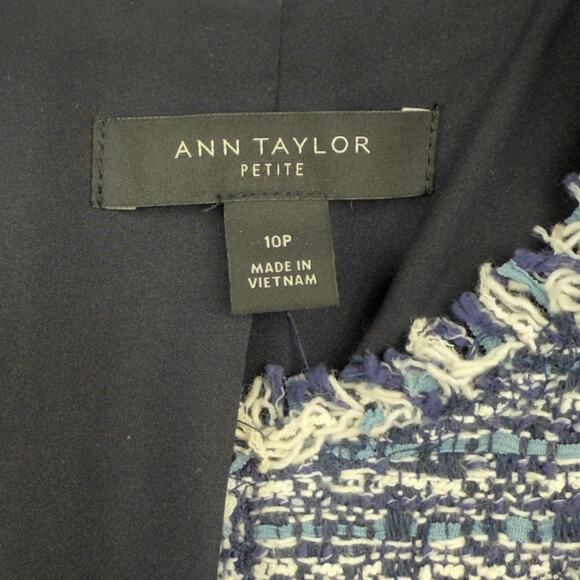 ANN TAYLOR
PETITE
10P
MADE IN
VIETNAM